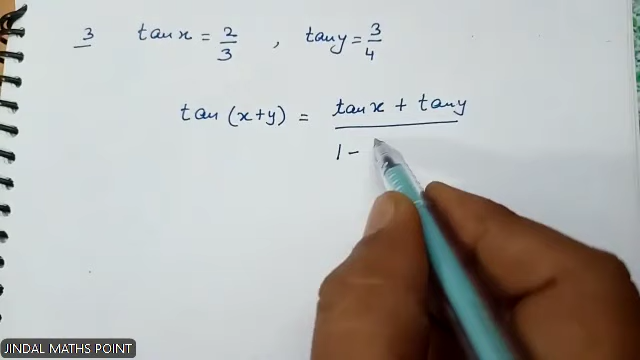 3 tan x = 2/3 , tan y = 3/4
tan (x+y) = tan x + tan y
1 -
JINDAL MATHS POINT